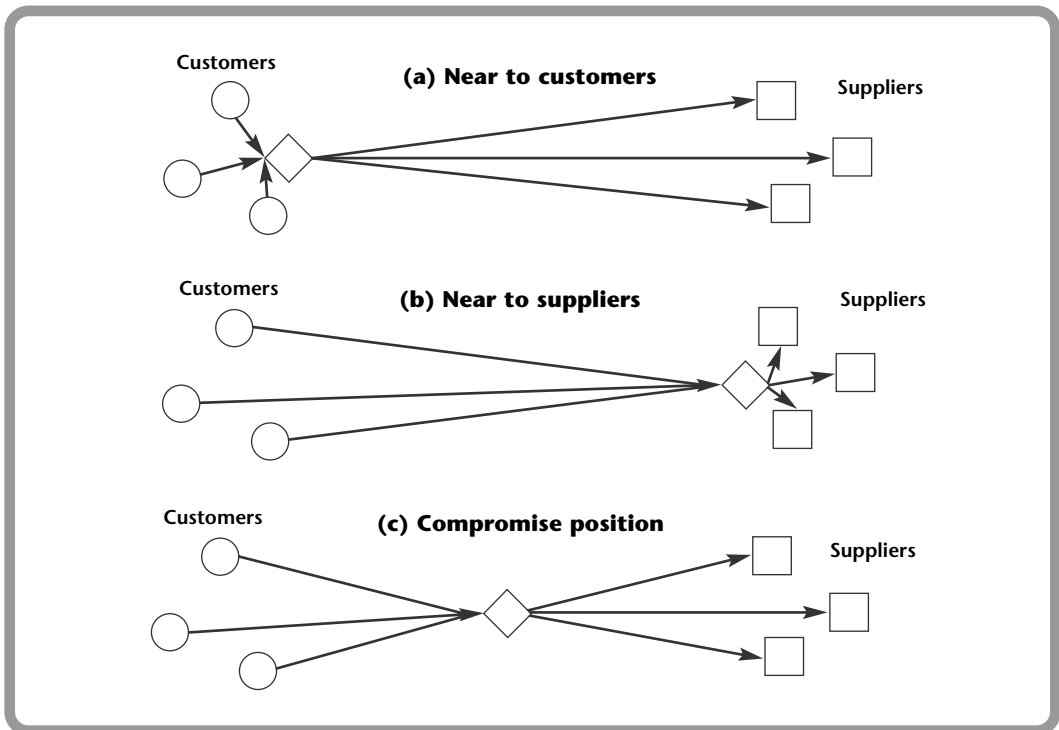 Customers
(a) Near to customers
Suppliers
Customers
(b) Near to suppliers
Suppliers
Customers
(c) Compromise position
Suppliers